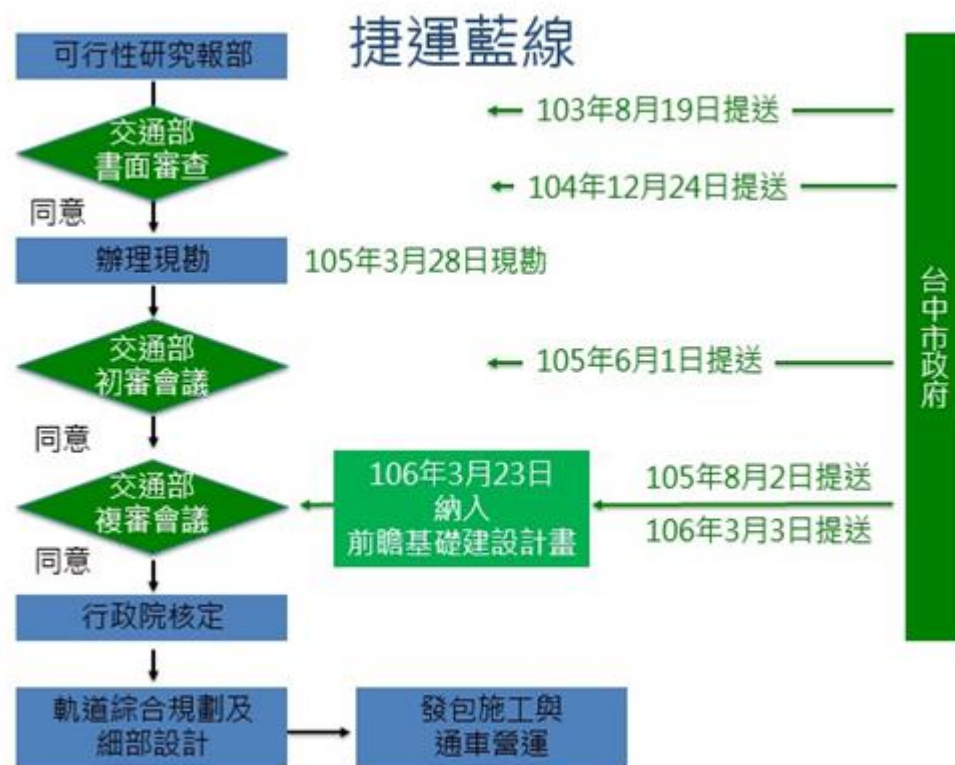 捷運藍線
可行性研究報部
交通部
書面審查
103年8月19日提送
104年12月24日提送
同意
辦理現勘
105年3月28日現勘
交通部
初審會議
105年6月1日提送
同意
交通部
複審會議
106年3月23日
納入
前瞻基礎建設計畫
105年8月2日提送
106年3月3日提送
同意
行政院核定
軌道綜合規劃及
細部設計
發包施工與
通車營運
台中市政府